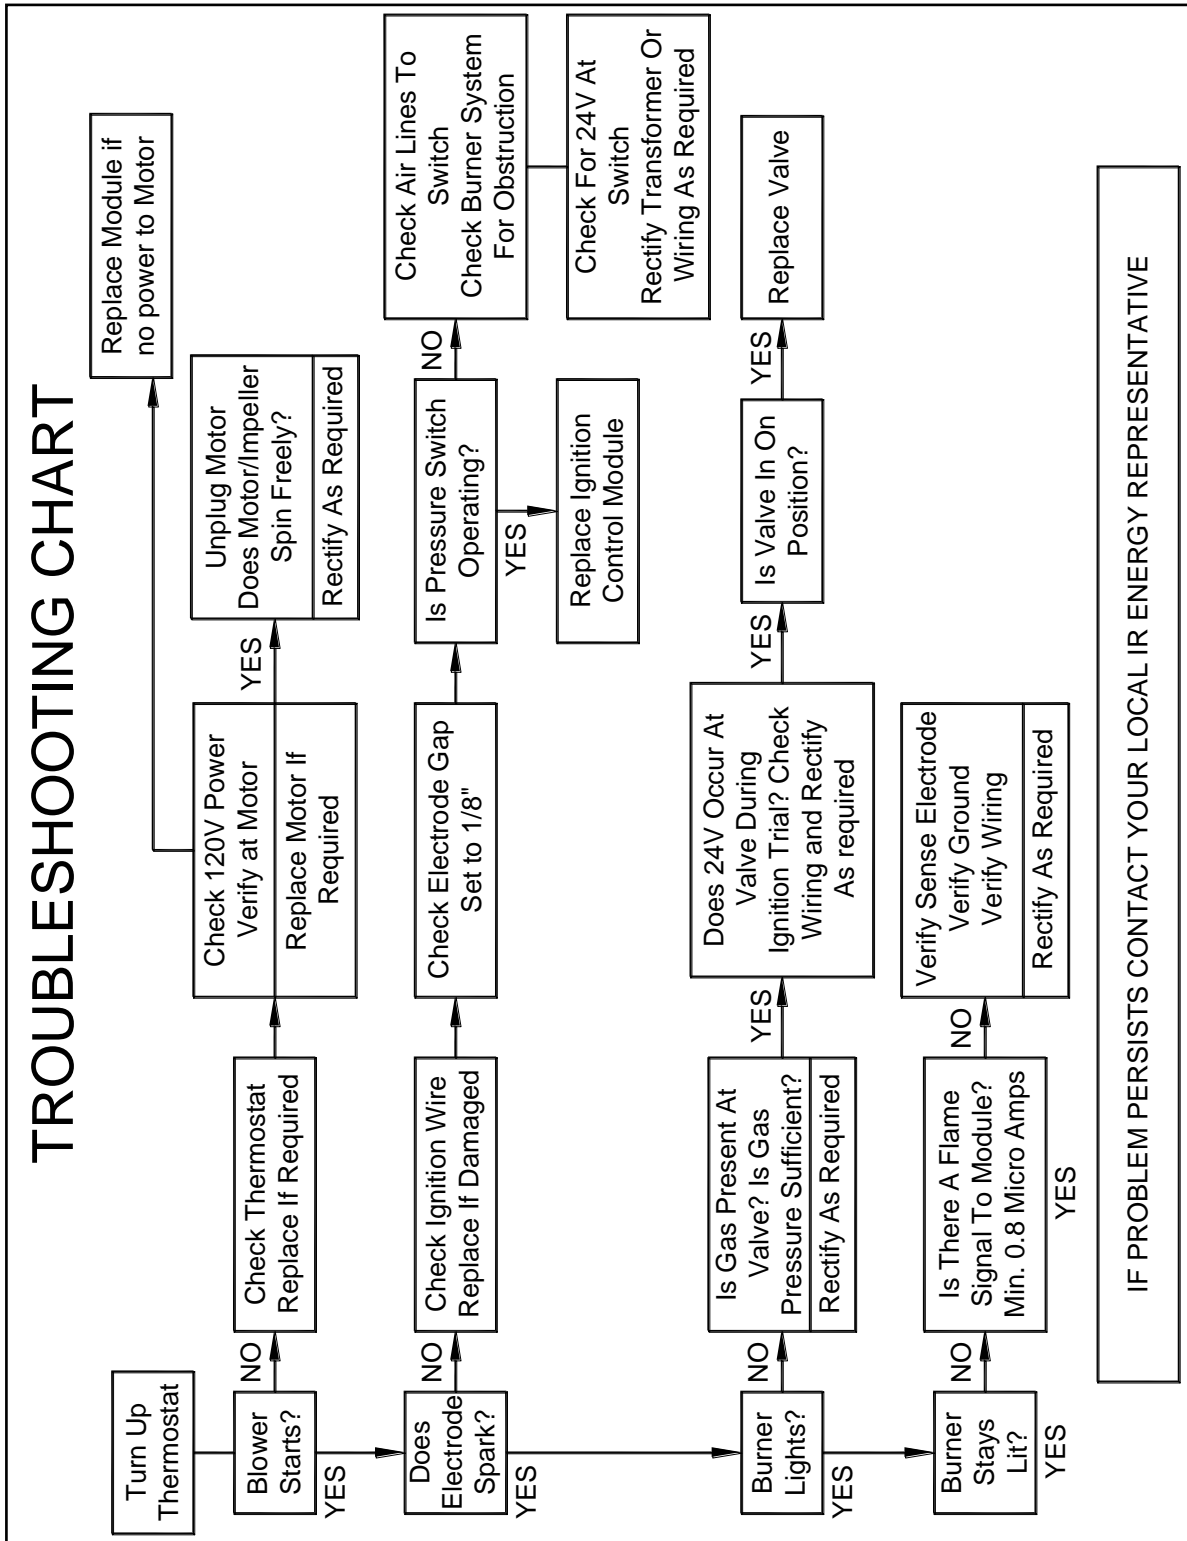 TROUBLESHOOTING CHART
Turn Up
Thermostat
Blower
Starts?
NO
YES
Check Thermostat
Replace If Required
Check 120V Power
Verify at Motor
Replace Motor If
Required
YES
Unplug Motor
Does Motor/Impeller
Spin Freely?
Rectify As Required
Replace Module if
no power to Motor
Does
Electrode
Spark?
NO
YES
Check Ignition Wire
Replace If Damaged
Check Electrode Gap
Set to 1/8"
Is Pressure Switch
Operating?
NO
YES
Replace Ignition
Control Module
Check Air Lines To
Switch
Check Burner System
For Obstruction
Check For 24V At
Switch
Rectify Transformer Or
Wiring As Required
Burner
Lights?
NO
YES
Is Gas Present At
Valve? Is Gas
Pressure Sufficient?
Rectify As Required
YES
Does 24V Occur At
Valve During
Ignition Trial? Check
Wiring and Rectify
As required
YES
Is Valve In On
Position?
YES
Replace Valve
Burner
Stays
Lit?
NO
YES
Is There A Flame
Signal To Module?
Min. 0.8 Micro Amps
NO
YES
Verify Sense Electrode
Verify Ground
Verify Wiring
Rectify As Required
IF PROBLEM PERSISTS CONTACT YOUR LOCAL IR ENERGY REPRESENTATIVE